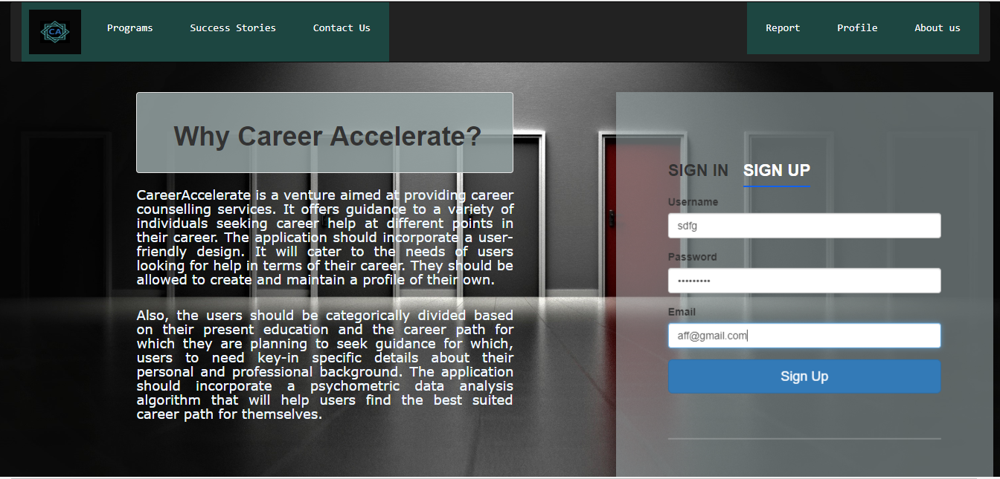 CA
Programs
Success Stories
Contact Us
Report
Profile
About us
Why Career Accelerate?
CareerAccelerate is a venture aimed at providing career
counselling services. It offers guidance to a variety of
individuals seeking career help at different points in
their career. The application should incorporate a user-
friendly design. It will cater to the needs of users
looking for help in terms of their career. They should be
allowed to create and maintain a profile of their own.
Also, the users should be categorically divided based
on their present education and the career path for
which they are planning to seek guidance for which,
users to need key-in specific details about their
personal and professional background. The application
should incorporate a psychometric data analysis
algorithm that will help users find the best suited
career path for themselves.
SIGN IN
SIGN UP
Username
sdfg
Password
•••••••••
Email
aff@gmail.com
Sign Up